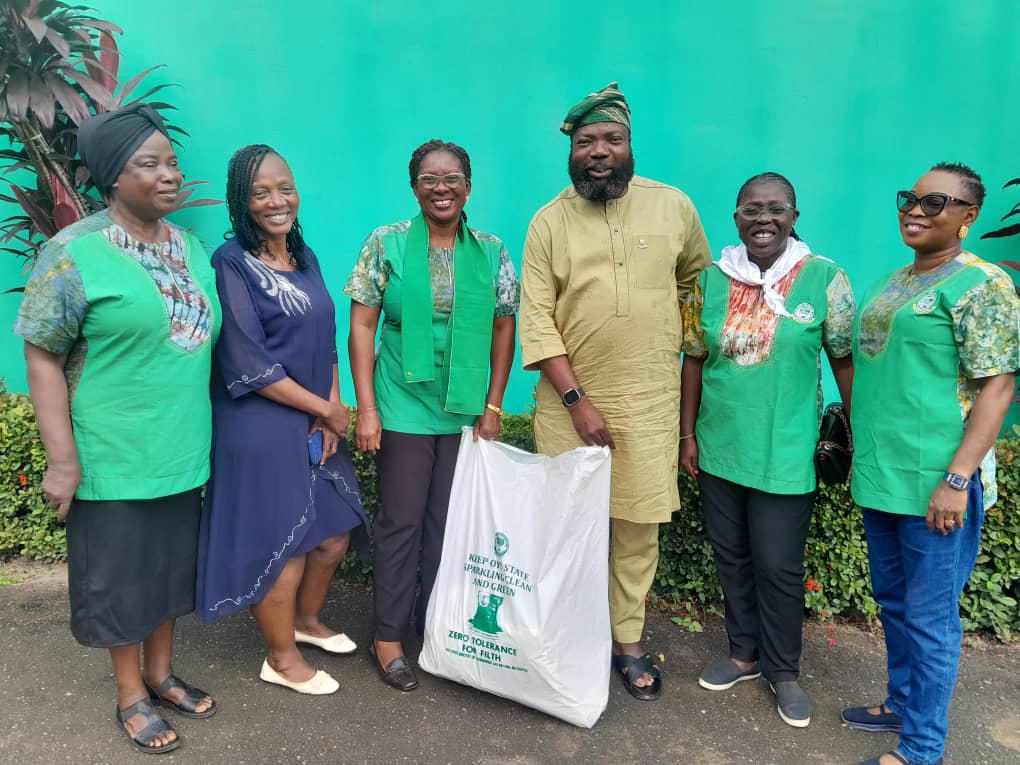 KEEP OYO STATE
SPARKLING CLEAN
AND GREEN
ZERO TOLERANCE
FOR FILTH